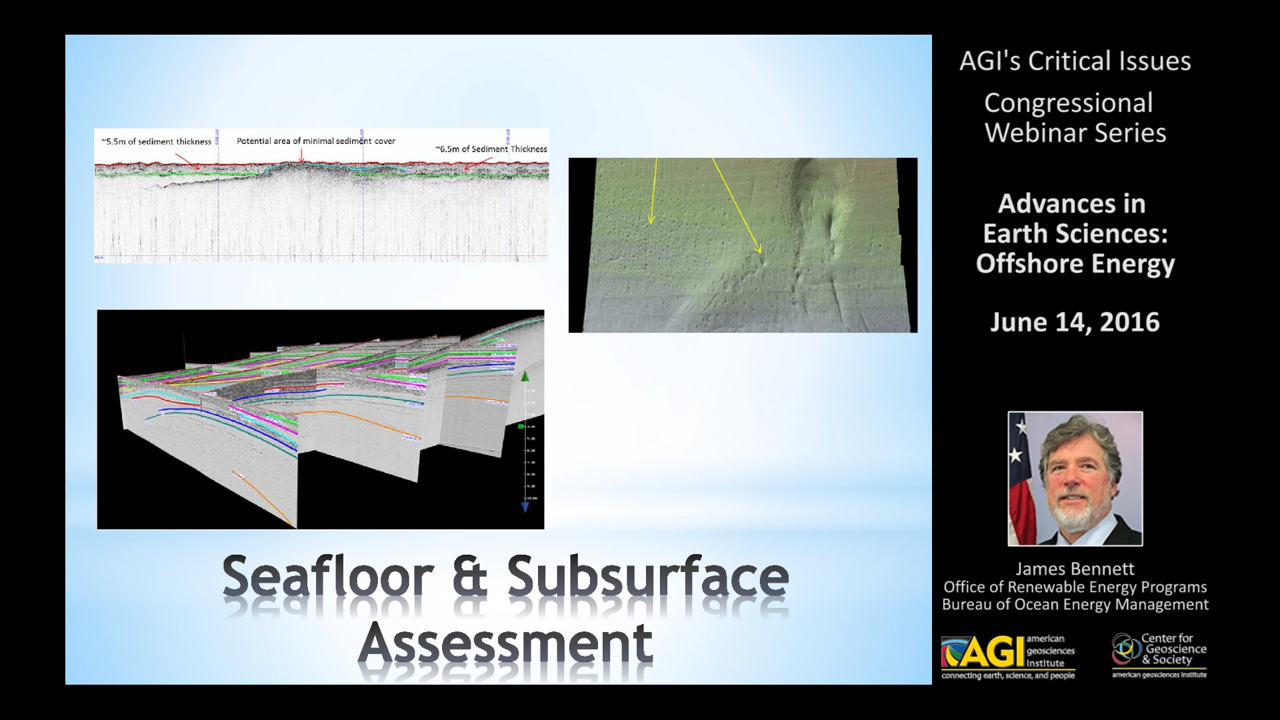 ~5.5m of sediment thickness
Potential area of minimal sediment cover
~6.5m of Sediment Thickness
Seafloor & Subsurface
Assessment
AGI's Critical Issues
Congressional
Webinar Series
Advances in
Earth Sciences:
Offshore Energy
June 14, 2016
James Bennett
Office of Renewable Energy Programs
Bureau of Ocean Energy Management
AGI
american
geosciences
institute
connecting earth, science, and people
Center for
Geoscience
& Society
american geosciences institute